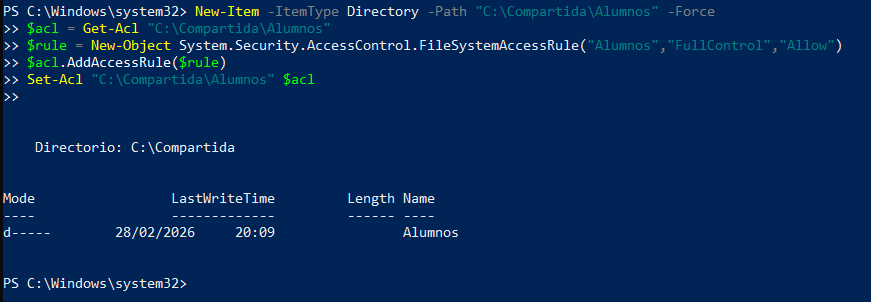 PS C:\Windows\system32> New-Item -ItemType Directory -Path "C:\Compartida\Alumnos" -Force
>> $acl = Get-Acl "C:\Compartida\Alumnos"
>> $rule = New-Object System.Security.AccessControl.FileSystemAccessRule("Alumnos","FullControl","Allow")
>> $acl.AddAccessRule($rule)
>> Set-Acl "C:\Compartida\Alumnos" $acl
>>
Directorio: C:\Compartida
Mode LastWriteTime Length Name
---- ------------- ------ ----
d----- 28/02/2026 20:09 Alumnos
PS C:\Windows\system32>